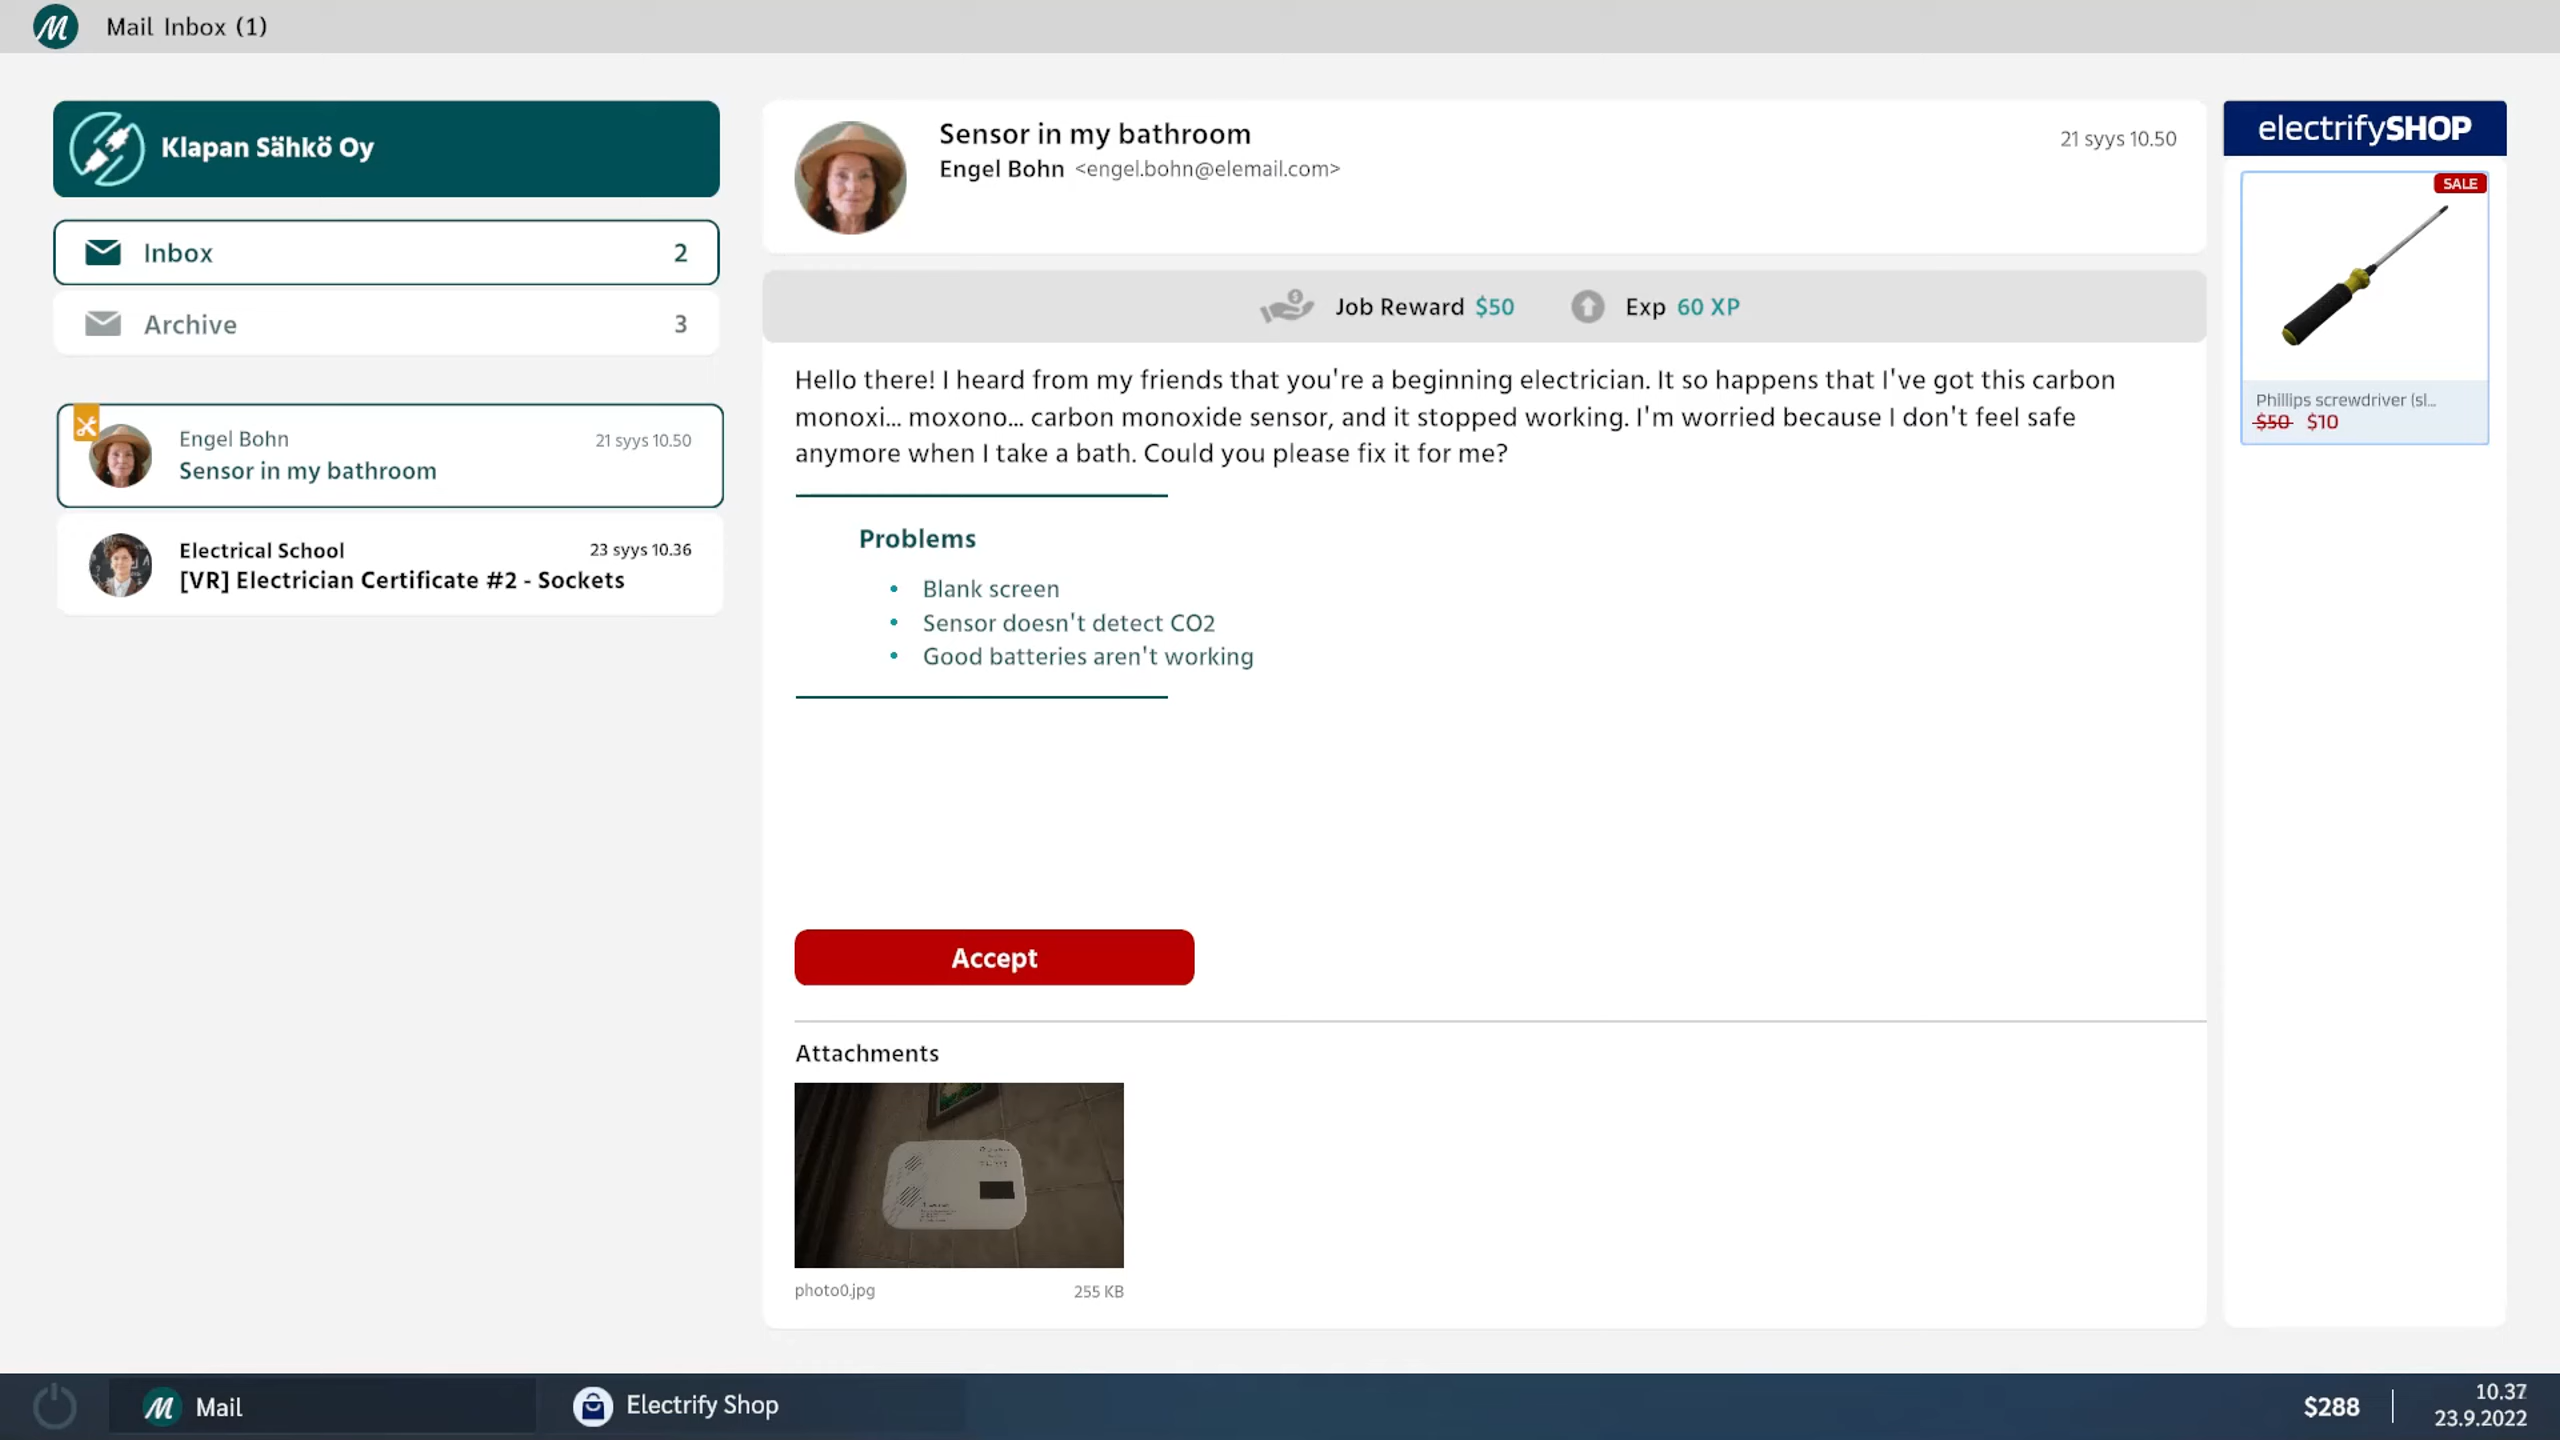 Mail Inbox (1)
Klapan Sähkö Oy
Inbox 2
Archive 3
Engel Bohn 21 syys 10.50
Sensor in my bathroom
Electrical School 23 syys 10.36
[VR] Electrician Certificate #2 - Sockets
Sensor in my bathroom 21 syys 10.50
Engel Bohn <engel.bohn@elemail.com>
Job Reward $50 Exp 60 XP
Hello there! I heard from my friends that you're a beginning electrician. It so happens that I've got this carbon
monoxi... moxono... carbon monoxide sensor, and it stopped working. I'm worried because I don't feel safe
anymore when I take a bath. Could you please fix it for me?
Problems
• Blank screen
• Sensor doesn't detect CO2
• Good batteries aren't working
Accept
Attachments
photo0.jpg 255 KB
electrifySHOP
SALE
Phillips screwdriver (sl...
$50 $10
Mail
Electrify Shop
$288
10.37
23.9.2022